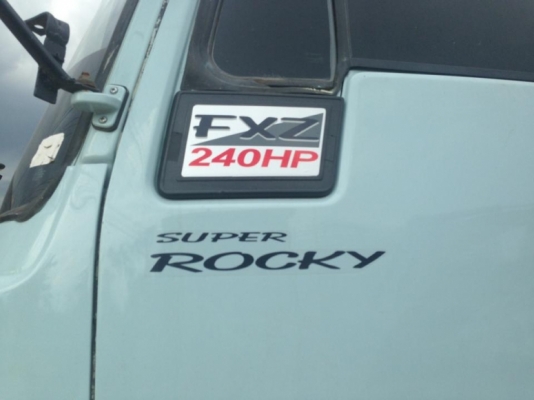 FXZ
240HP
SUPER
ROCKY